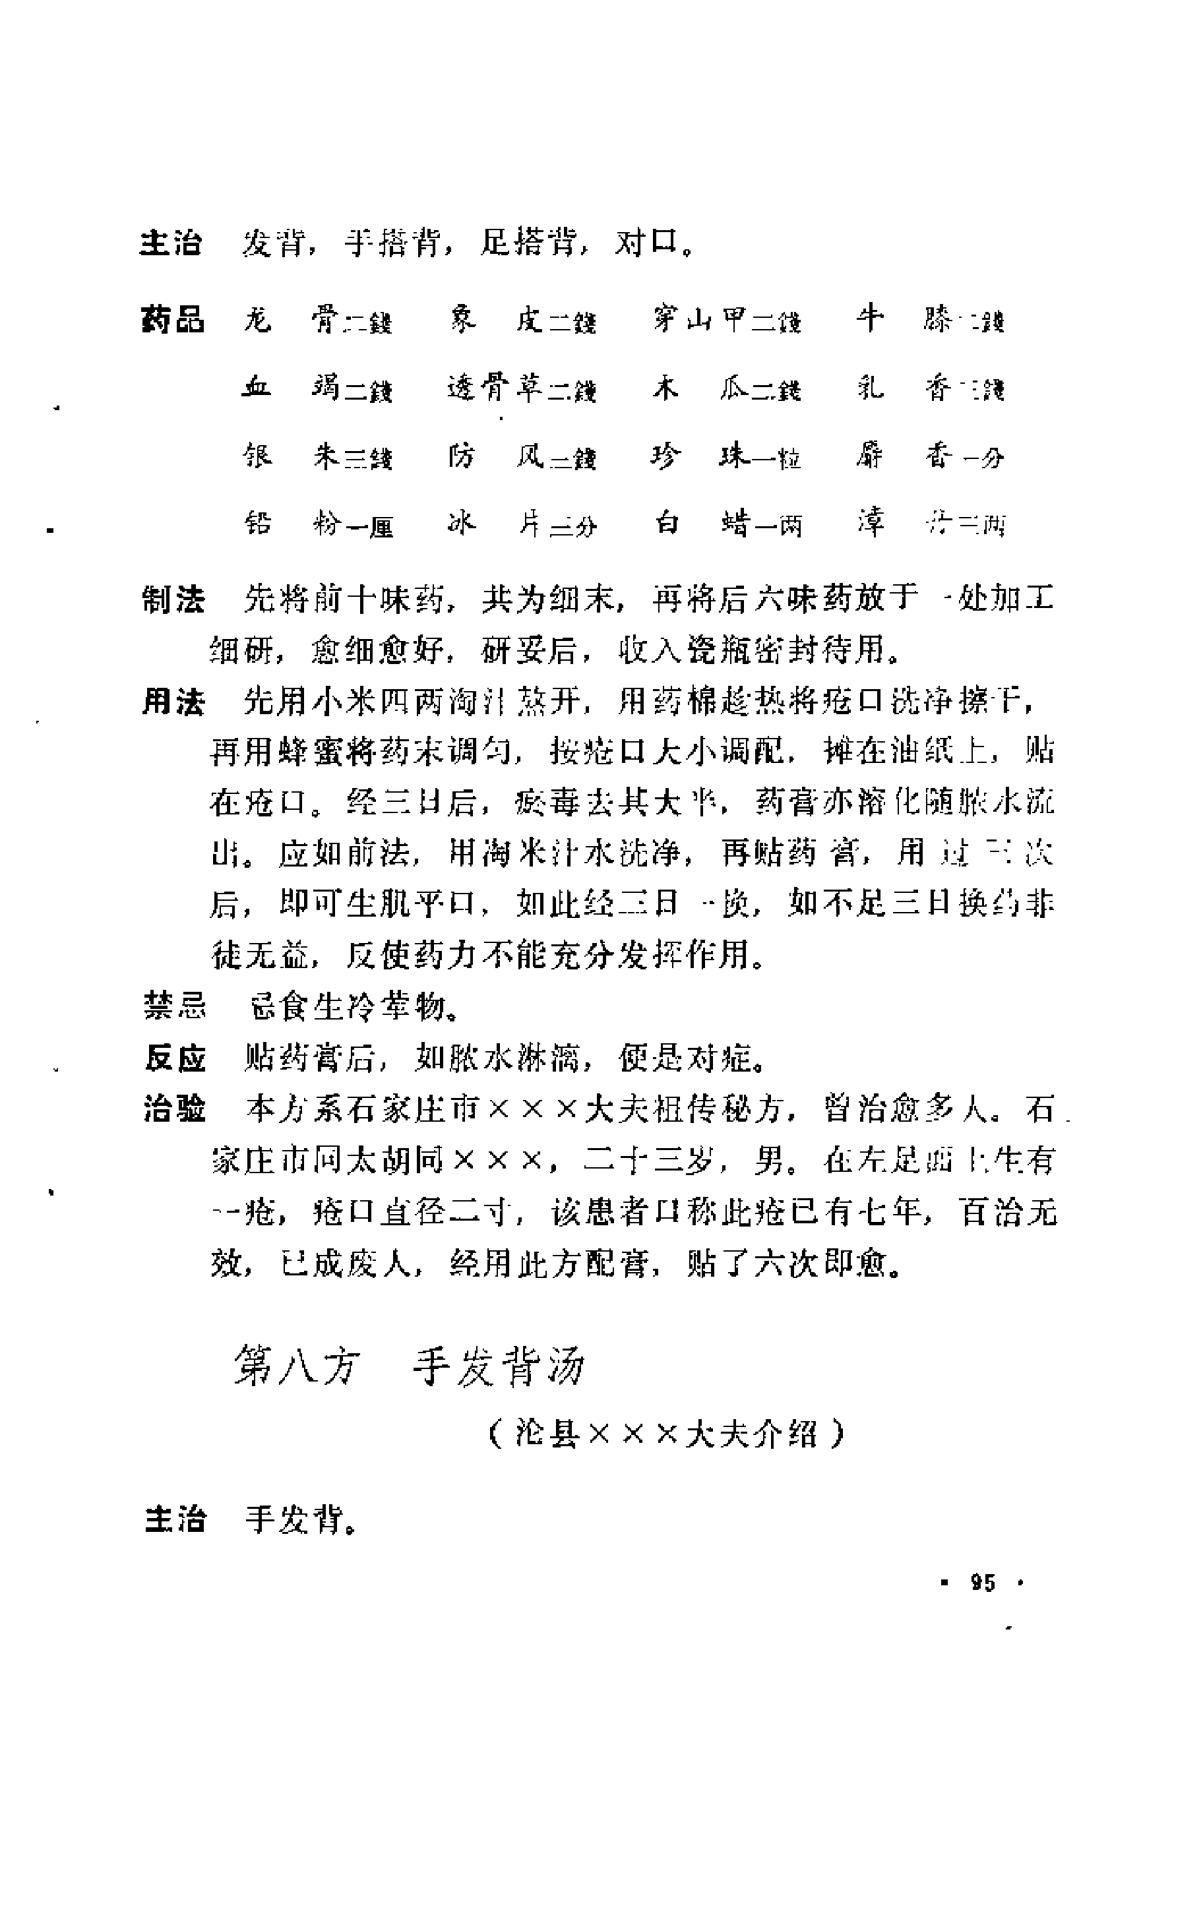 主治 发背，手搭背，足搭背，对口。
药品 龙 骨二錢 象 皮二錢 穿山甲二錢 牛 膝二錢
血 竭二錢 透骨草二錢 木 瓜二錢 乳 香三錢
银 朱三錢 防 风三錢 珍 珠一粒 麝 香一分
铅 粉一厘 冰 片三分 白 蜡一两 漳 丹三两
制法 先将前十味药，共为细末，再将后六味药放于一处加工
细研，愈细愈好，研妥后，收入瓷瓶密封待用。
用法 先用小米四两淘汁熬开，用药棉趁热将疮口洗净擦干，
再用蜂蜜将药末调匀，按疮口大小调配，摊在油纸上，贴
在疮口。经三日后，瘀毒去其大半，药膏亦溶化随脓水流
出。应如前法，用淘米汁水洗净，再贴药膏，用过三次
后，即可生肌平口，如此经三日一换，如不足三日换药非
徒无益，反使药力不能充分发挥作用。
禁忌 忌食生冷荤物。
反应 贴药膏后，如脓水淋漓，便是对症。
治验 本方系石家庄市×××大夫祖传秘方，曾治愈多人。石
家庄市同太胡同×××，二十三岁，男。在左足面上生有
一疮，疮口直径二寸，该患者口称此疮已有七年，百治无
效，已成废人，经用此方配膏，贴了六次即愈。
第八方 手发背汤
（沧县×××大夫介绍）
主治 手发背。
· 95 ·